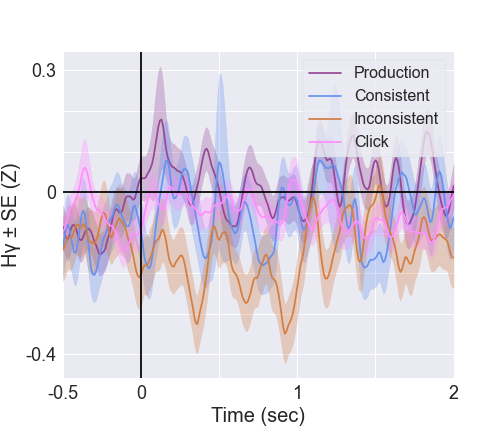 Hγ ± SE (Z)
0.3
0
-0.4
Production
Consistent
Inconsistent
Click
-0.5
0
1
2
Time (sec)